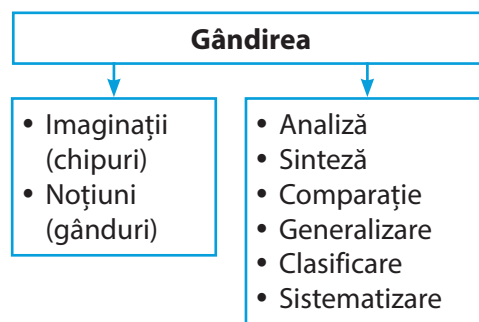 Gândirea
• Imaginații
(chipuri)
• Noțiuni
(gânduri)
• Analiză
• Sinteză
• Comparație
• Generalizare
• Clasificare
• Sistematizare